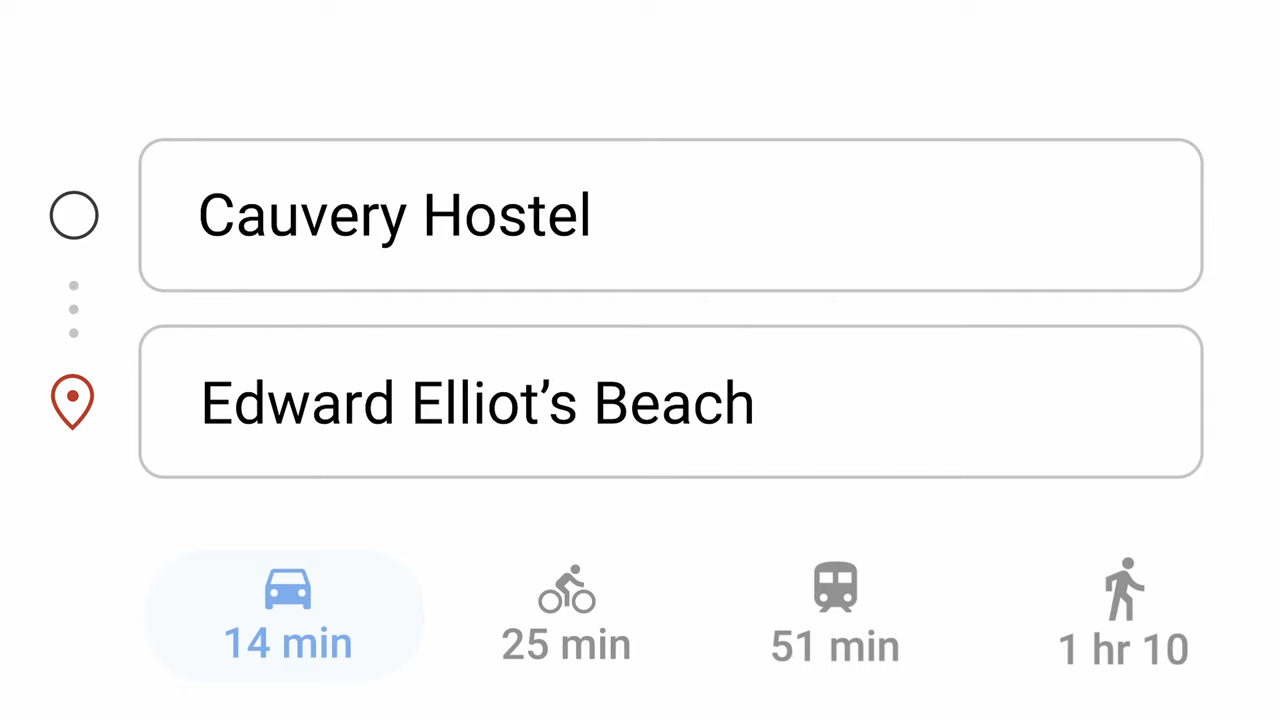 Cauvery Hostel
Edward Elliot’s Beach
14 min
25 min
51 min
1 hr 10